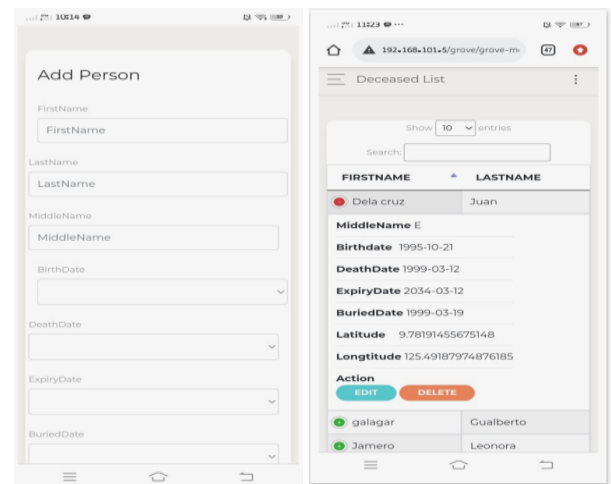 10:14
Add Person
FirstName
FirstName
LastName
LastName
MiddleName
MiddleName
BirthDate
DeathDate
ExpiryDate
BuriedDate
11:23
192.168.101.5/grave/grave-m
47
Deceased List
Show 10 entries
Search:
FIRSTNAME LASTNAME
Dela cruz Juan
MiddleName E
Birthdate 1995-10-21
DeathDate 1999-03-12
ExpiryDate 2034-03-12
BuriedDate 1999-03-19
Latitude 9.78191455675148
Longtitude 125.49187974876185
Action
EDIT DELETE
galagar Gualberto
Jamero Leonora